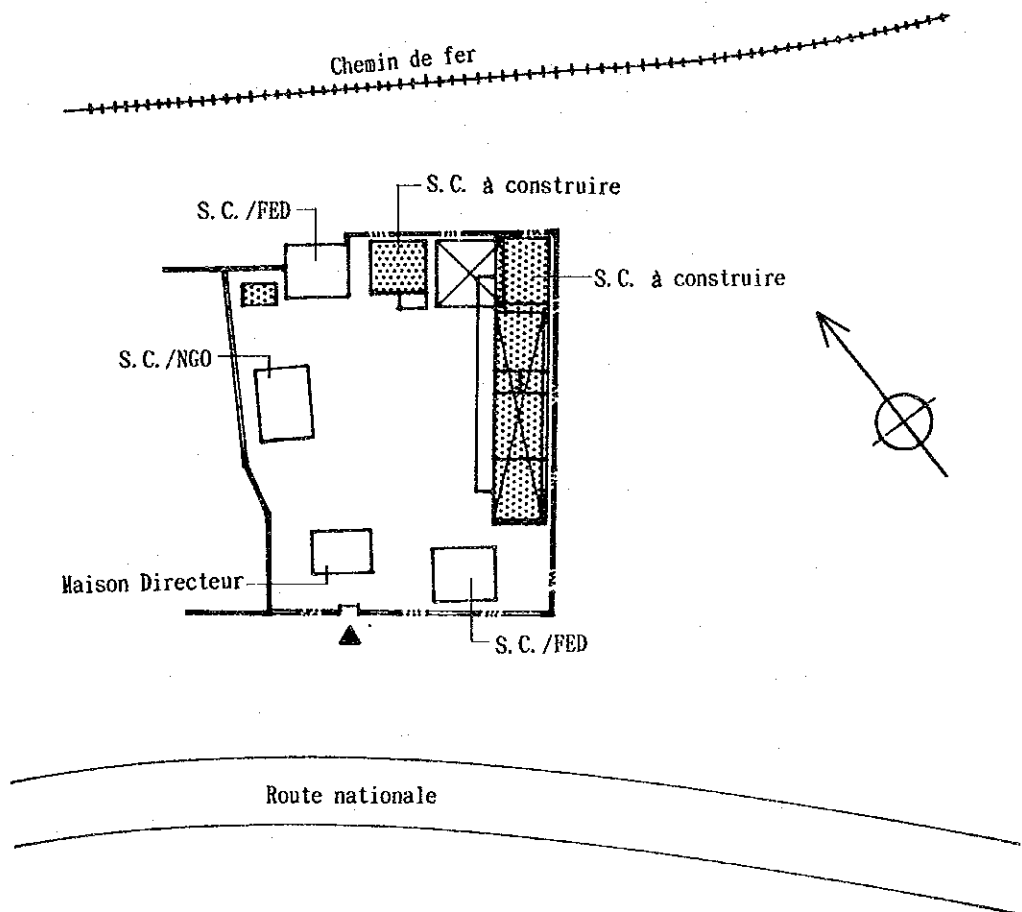 Chemin de fer
S.C. à construire
S.C./FED
S.C. à construire
S.C./NGO
Maison Directeur
S.C./FED
Route nationale